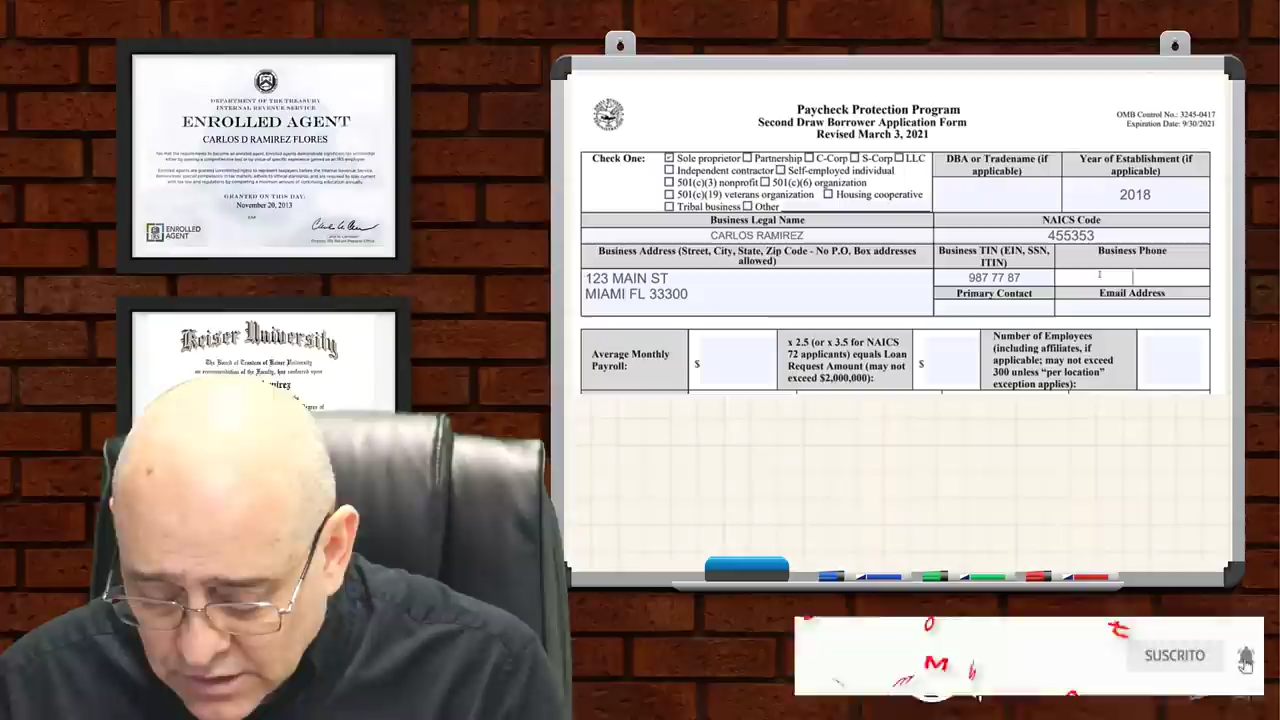 DEPARTMENT OF THE TREASURY
INTERNAL REVENUE SERVICE
ENROLLED AGENT
CARLOS D RAMIREZ FLORES
GRANTED ON THIS DAY:
November 20, 2013
ENROLLED
AGENT
Keiser University
The Board of Trustees of Keiser University
Paycheck Protection Program
Second Draw Borrower Application Form
Revised March 3, 2021
OMB Control No.: 3245-0417
Expiration Date: 9/30/2021
Check One: Sole proprietor Partnership C-Corp S-Corp LLC
Independent contractor Self-employed individual
501(c)(3) nonprofit 501(c)(6) organization
501(c)(19) veterans organization Housing cooperative
Tribal business Other
DBA or Tradename (if
applicable)
Year of Establishment (if
applicable)
2018
Business Legal Name
NAICS Code
CARLOS RAMIREZ
455353
Business Address (Street, City, State, Zip Code - No P.O. Box addresses
allowed)
Business TIN (EIN, SSN,
ITIN)
Business Phone
123 MAIN ST
MIAMI FL 33300
987 77 87
Primary Contact
Email Address
Average Monthly
Payroll:
$
x 2.5 (or x 3.5 for NAICS
72 applicants) equals Loan
Request Amount (may not
exceed $2,000,000):
$
Number of Employees
(including affiliates, if
applicable; may not exceed
300 unless "per location"
exception applies):
SUSCRITO